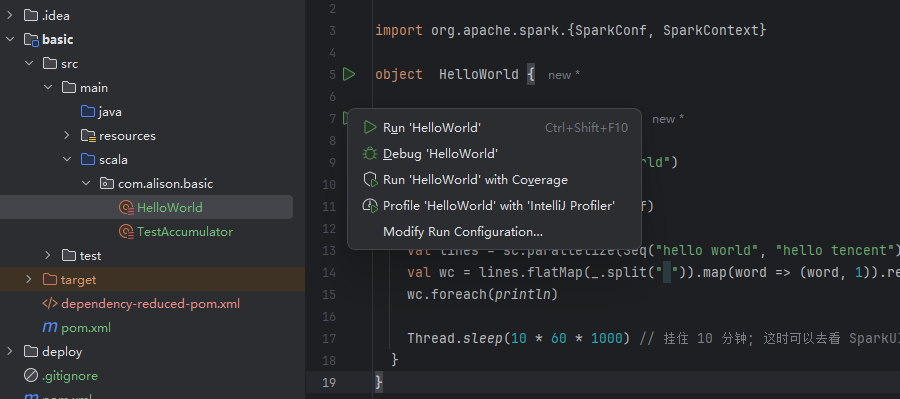 .idea
basic
src
main
java
resources
scala
com.alison.basic
HelloWorld
TestAccumulator
test
target
dependency-reduced-pom.xml
pom.xml
deploy
.gitignore
pom.xml
3 import org.apache.spark.{SparkConf, SparkContext}
4
5 object HelloWorld { new *
6
7 new *
8
9 rld")
10
11 f)
12
13 val lines = sc.parallelize(Seq("hello world", "hello tencent")
14 val wc = lines.flatMap(_.split(" ")).map(word => (word, 1)).re
15 wc.foreach(println)
16
17 Thread.sleep(10 * 60 * 1000) // 挂住 10 分钟; 这时可以去看 SparkUI
18 }
19 }
Run 'HelloWorld' Ctrl+Shift+F10
Debug 'HelloWorld'
Run 'HelloWorld' with Coverage
Profile 'HelloWorld' with 'IntelliJ Profiler'
Modify Run Configuration...